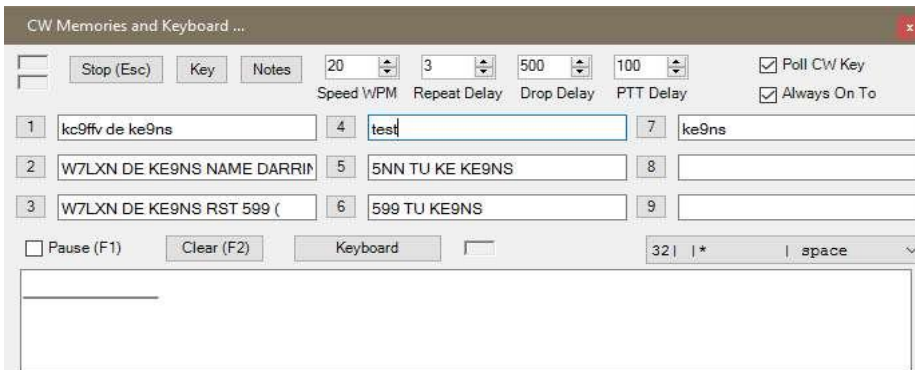 CW Memories and Keyboard ...
x
Stop (Esc) Key Notes 20 3 500 100 Poll CW Key
Speed WPM Repeat Delay Drop Delay PTT Delay Always On To
1 kc9ffv de ke9ns 4 test 7 ke9ns
2 W7LXN DE KE9NS NAME DARRIN 5 5NN TU KE KE9NS 8
3 W7LXN DE KE9NS RST 599 ( 6 599 TU KE9NS 9
Pause (F1) Clear (F2) Keyboard 32| |* | space